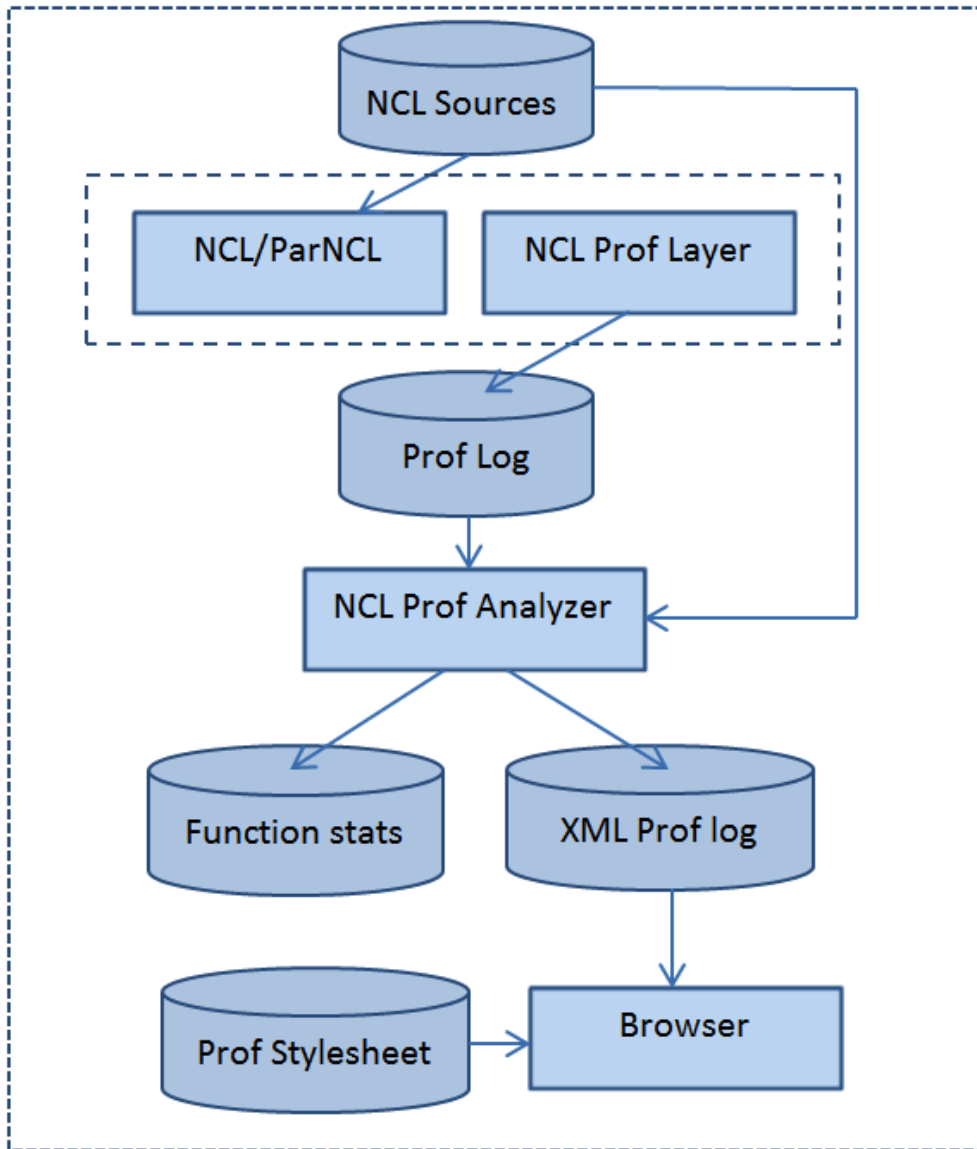 NCL Sources
NCL/ParNCL
NCL Prof Layer
Prof Log
NCL Prof Analyzer
Function stats
XML Prof log
Prof Stylesheet
Browser